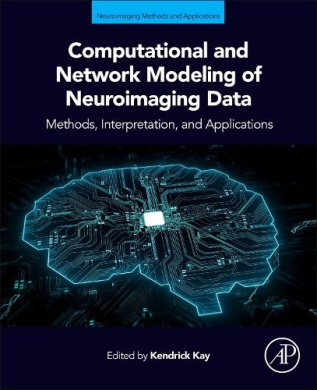 Neuroimaging Methods and Applications
Computational and
Network Modeling of
Neuroimaging Data
Methods, Interpretation, and Applications
Edited by Kendrick Kay
AP